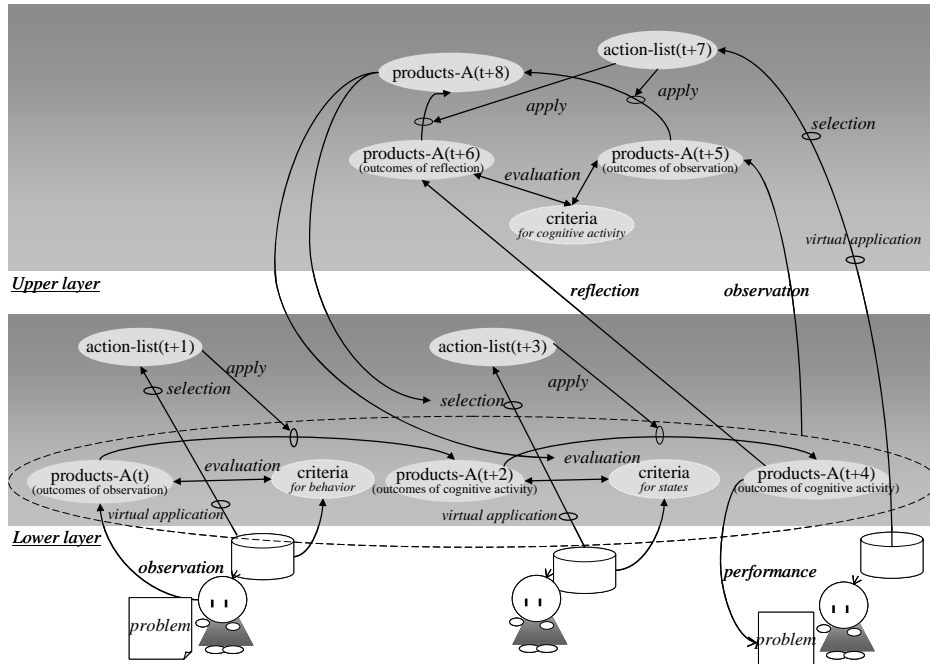 action-list(t+7)
products-A(t+8)
apply
apply
selection
products-A(t+6)
(outcomes of reflection)
evaluation
products-A(t+5)
(outcomes of observation)
criteria
for cognitive activity
virtual application
Upper layer
reflection
observation
action-list(t+1)
action-list(t+3)
apply
apply
selection
selection
products-A(t)
(outcomes of observation)
evaluation
criteria
for behavior
products-A(t+2)
(outcomes of cognitive activity)
evaluation
criteria
for states
products-A(t+4)
(outcomes of cognitive activity)
virtual application
virtual application
Lower layer
observation
performance
problem
problem